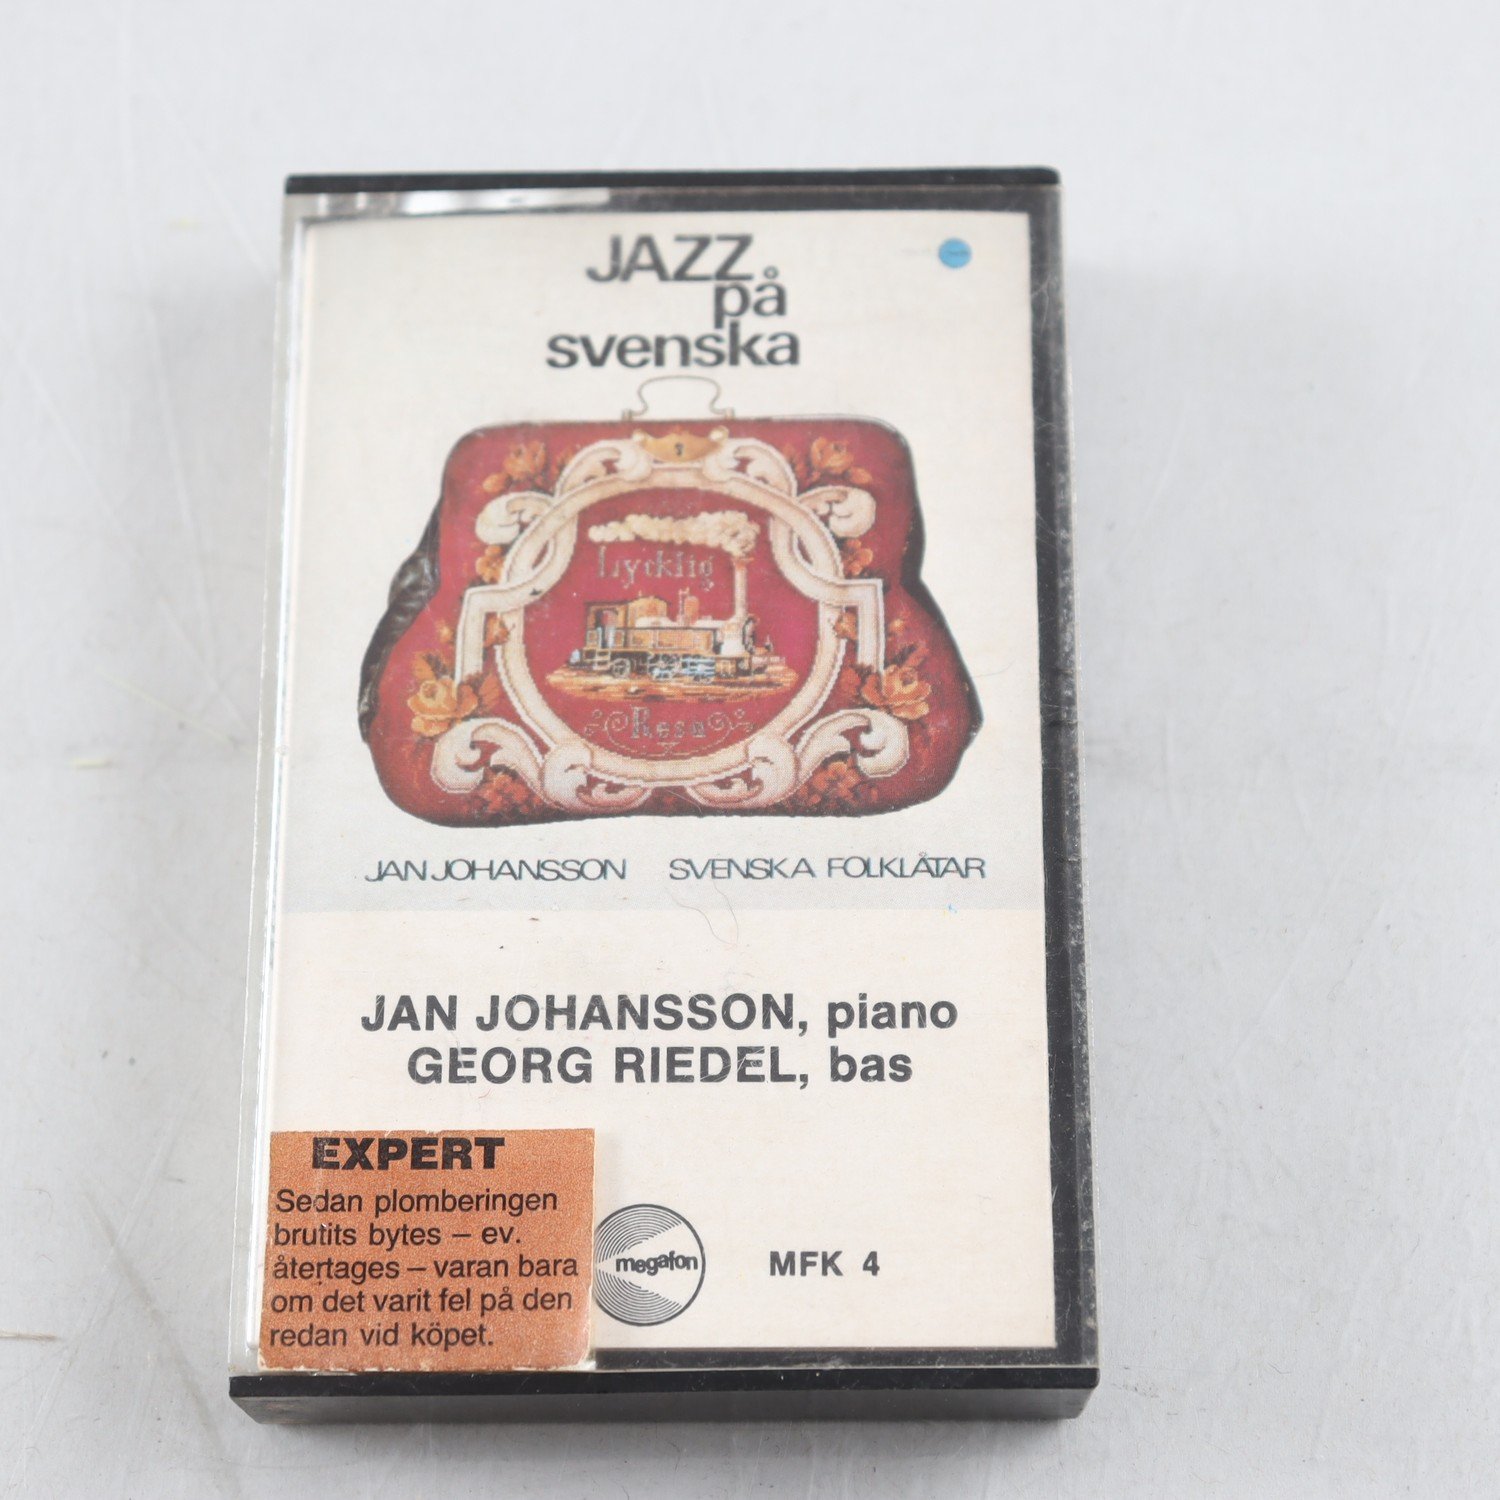 JAZZ
på
svenska
Lycklig
Resa
JAN JOHANSSON SVENSKA FOLKLÅTAR
JAN JOHANSSON, piano
GEORG RIEDEL, bas
EXPERT
Sedan plomberingen
brutits bytes – ev.
återtages – varan bara
om det varit fel på den
redan vid köpet.
megafon
MFK 4